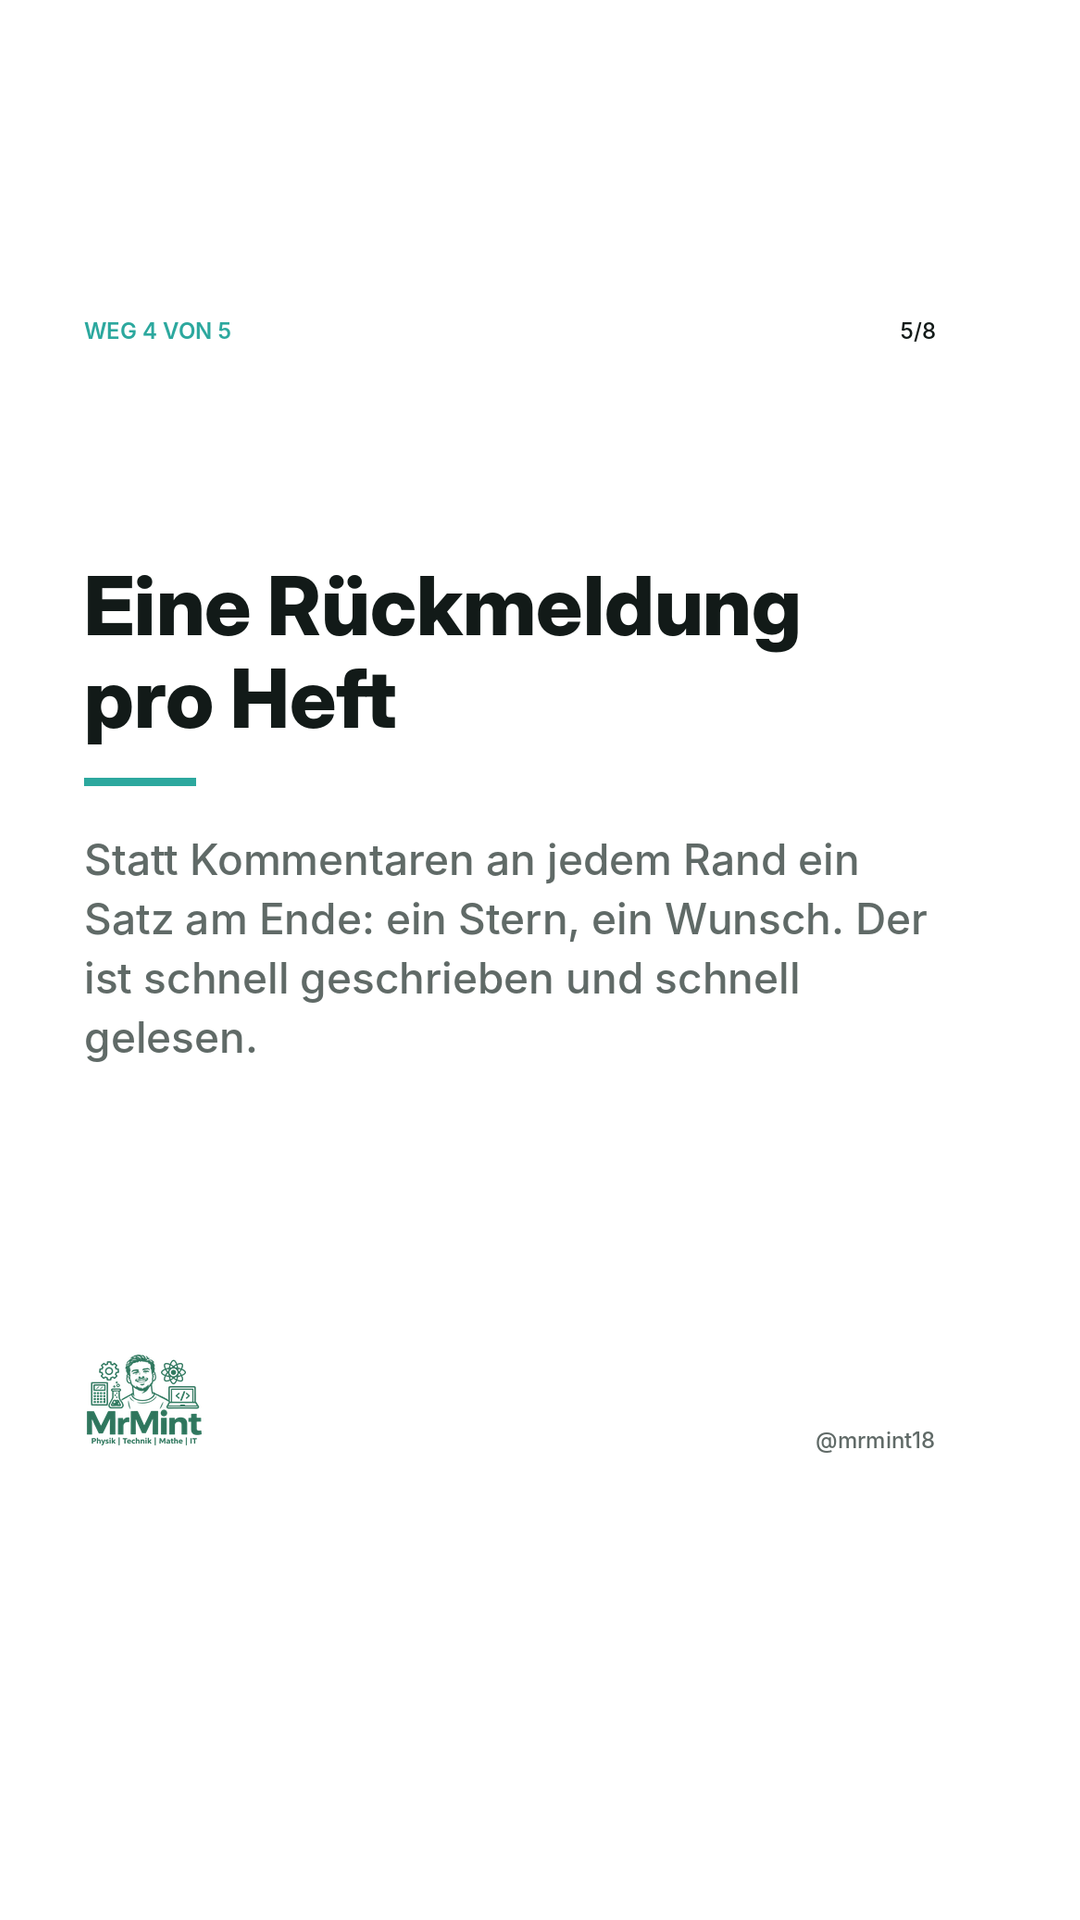 WEG 4 VON 5
5/8
Eine Rückmeldung
pro Heft
Statt Kommentaren an jedem Rand ein
Satz am Ende: ein Stern, ein Wunsch. Der
ist schnell geschrieben und schnell
gelesen.
</>
MrMint
Physik | Technik | Mathe | IT
@mrmint18